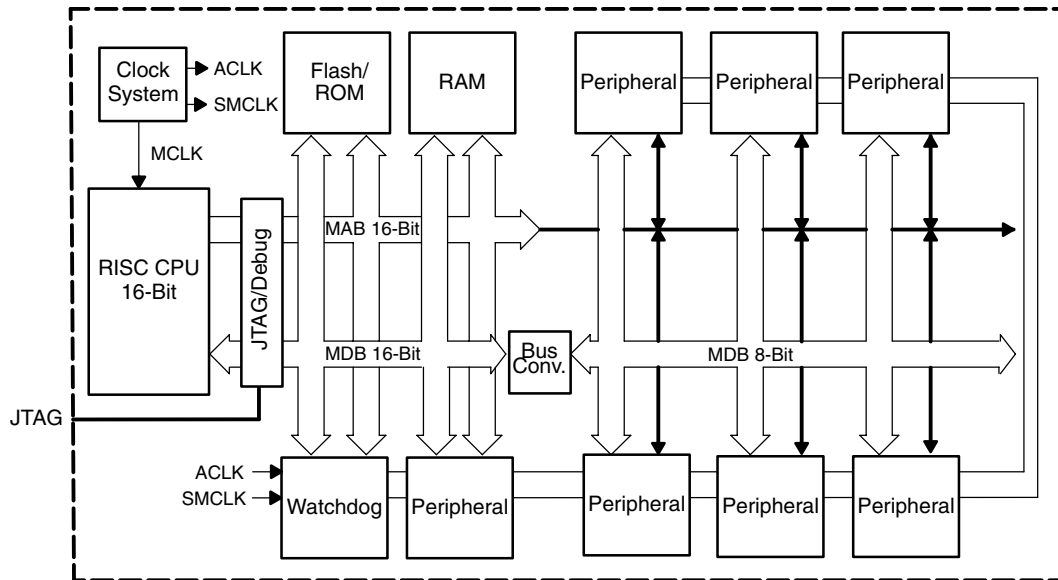 Clock
System
ACLK
SMCLK
MCLK
Flash/
ROM
RAM
Peripheral
Peripheral
Peripheral
RISC CPU
16-Bit
JTAG/Debug
MAB 16-Bit
MDB 16-Bit
Bus
Conv.
MDB 8-Bit
JTAG
ACLK
SMCLK
Watchdog
Peripheral
Peripheral
Peripheral
Peripheral